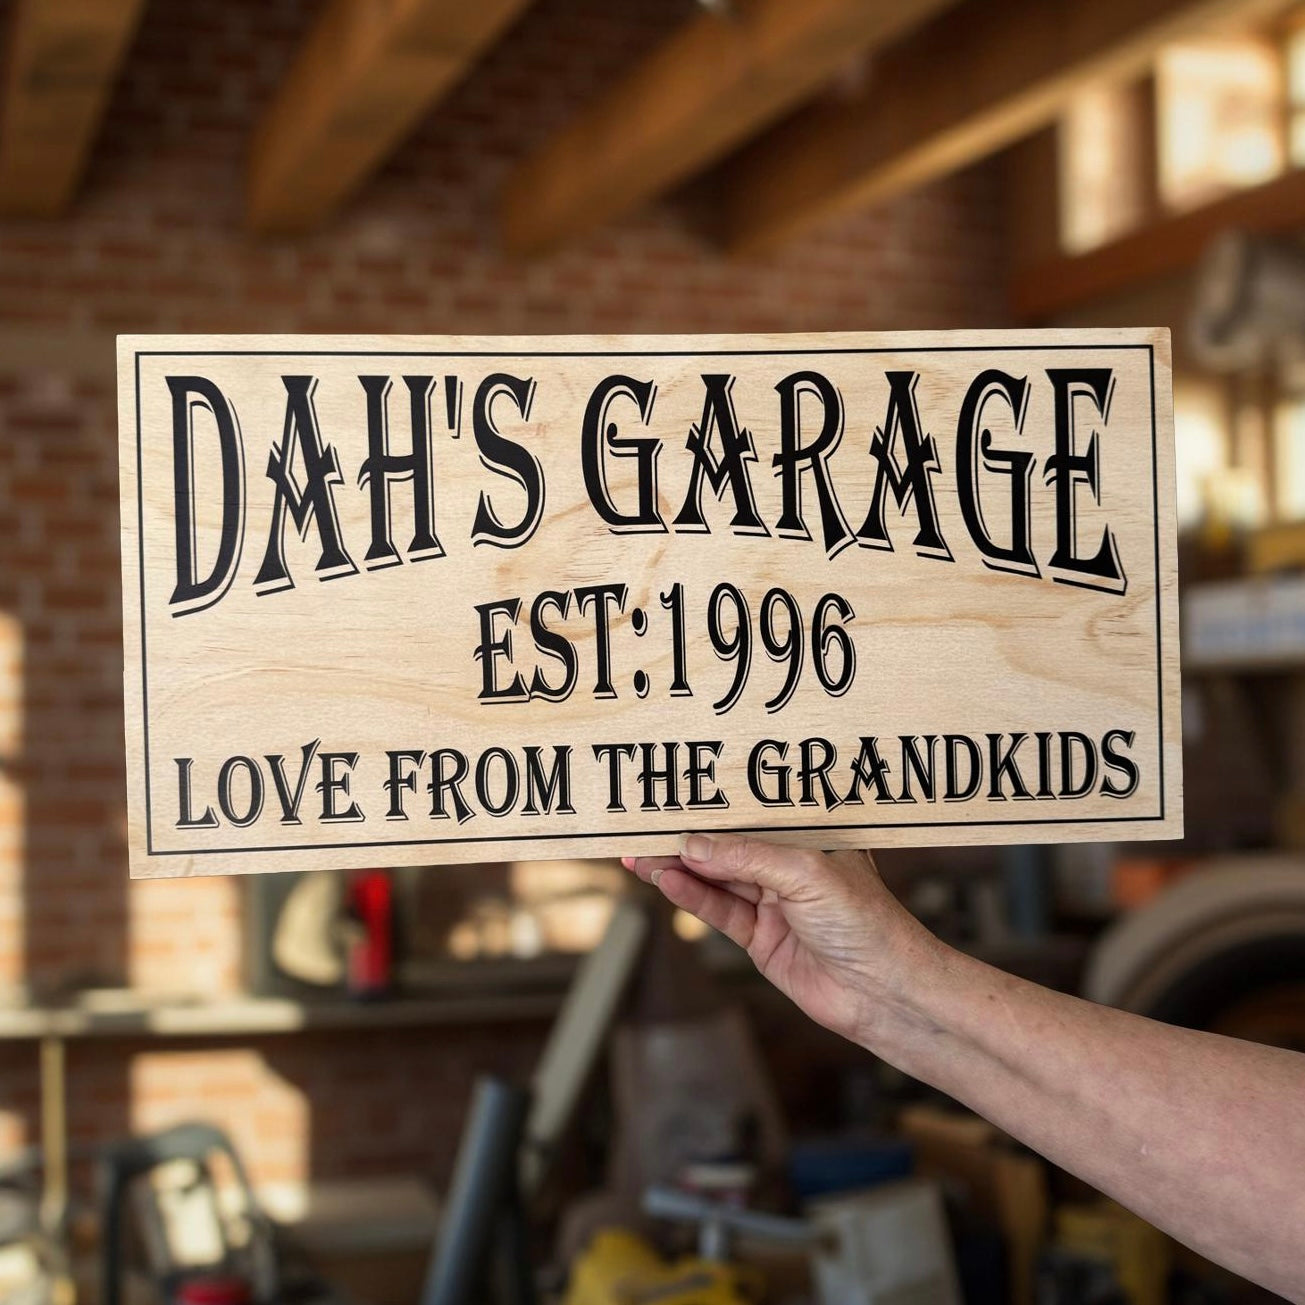 DAH'S GARAGE
EST:1996
LOVE FROM THE GRANDKIDS